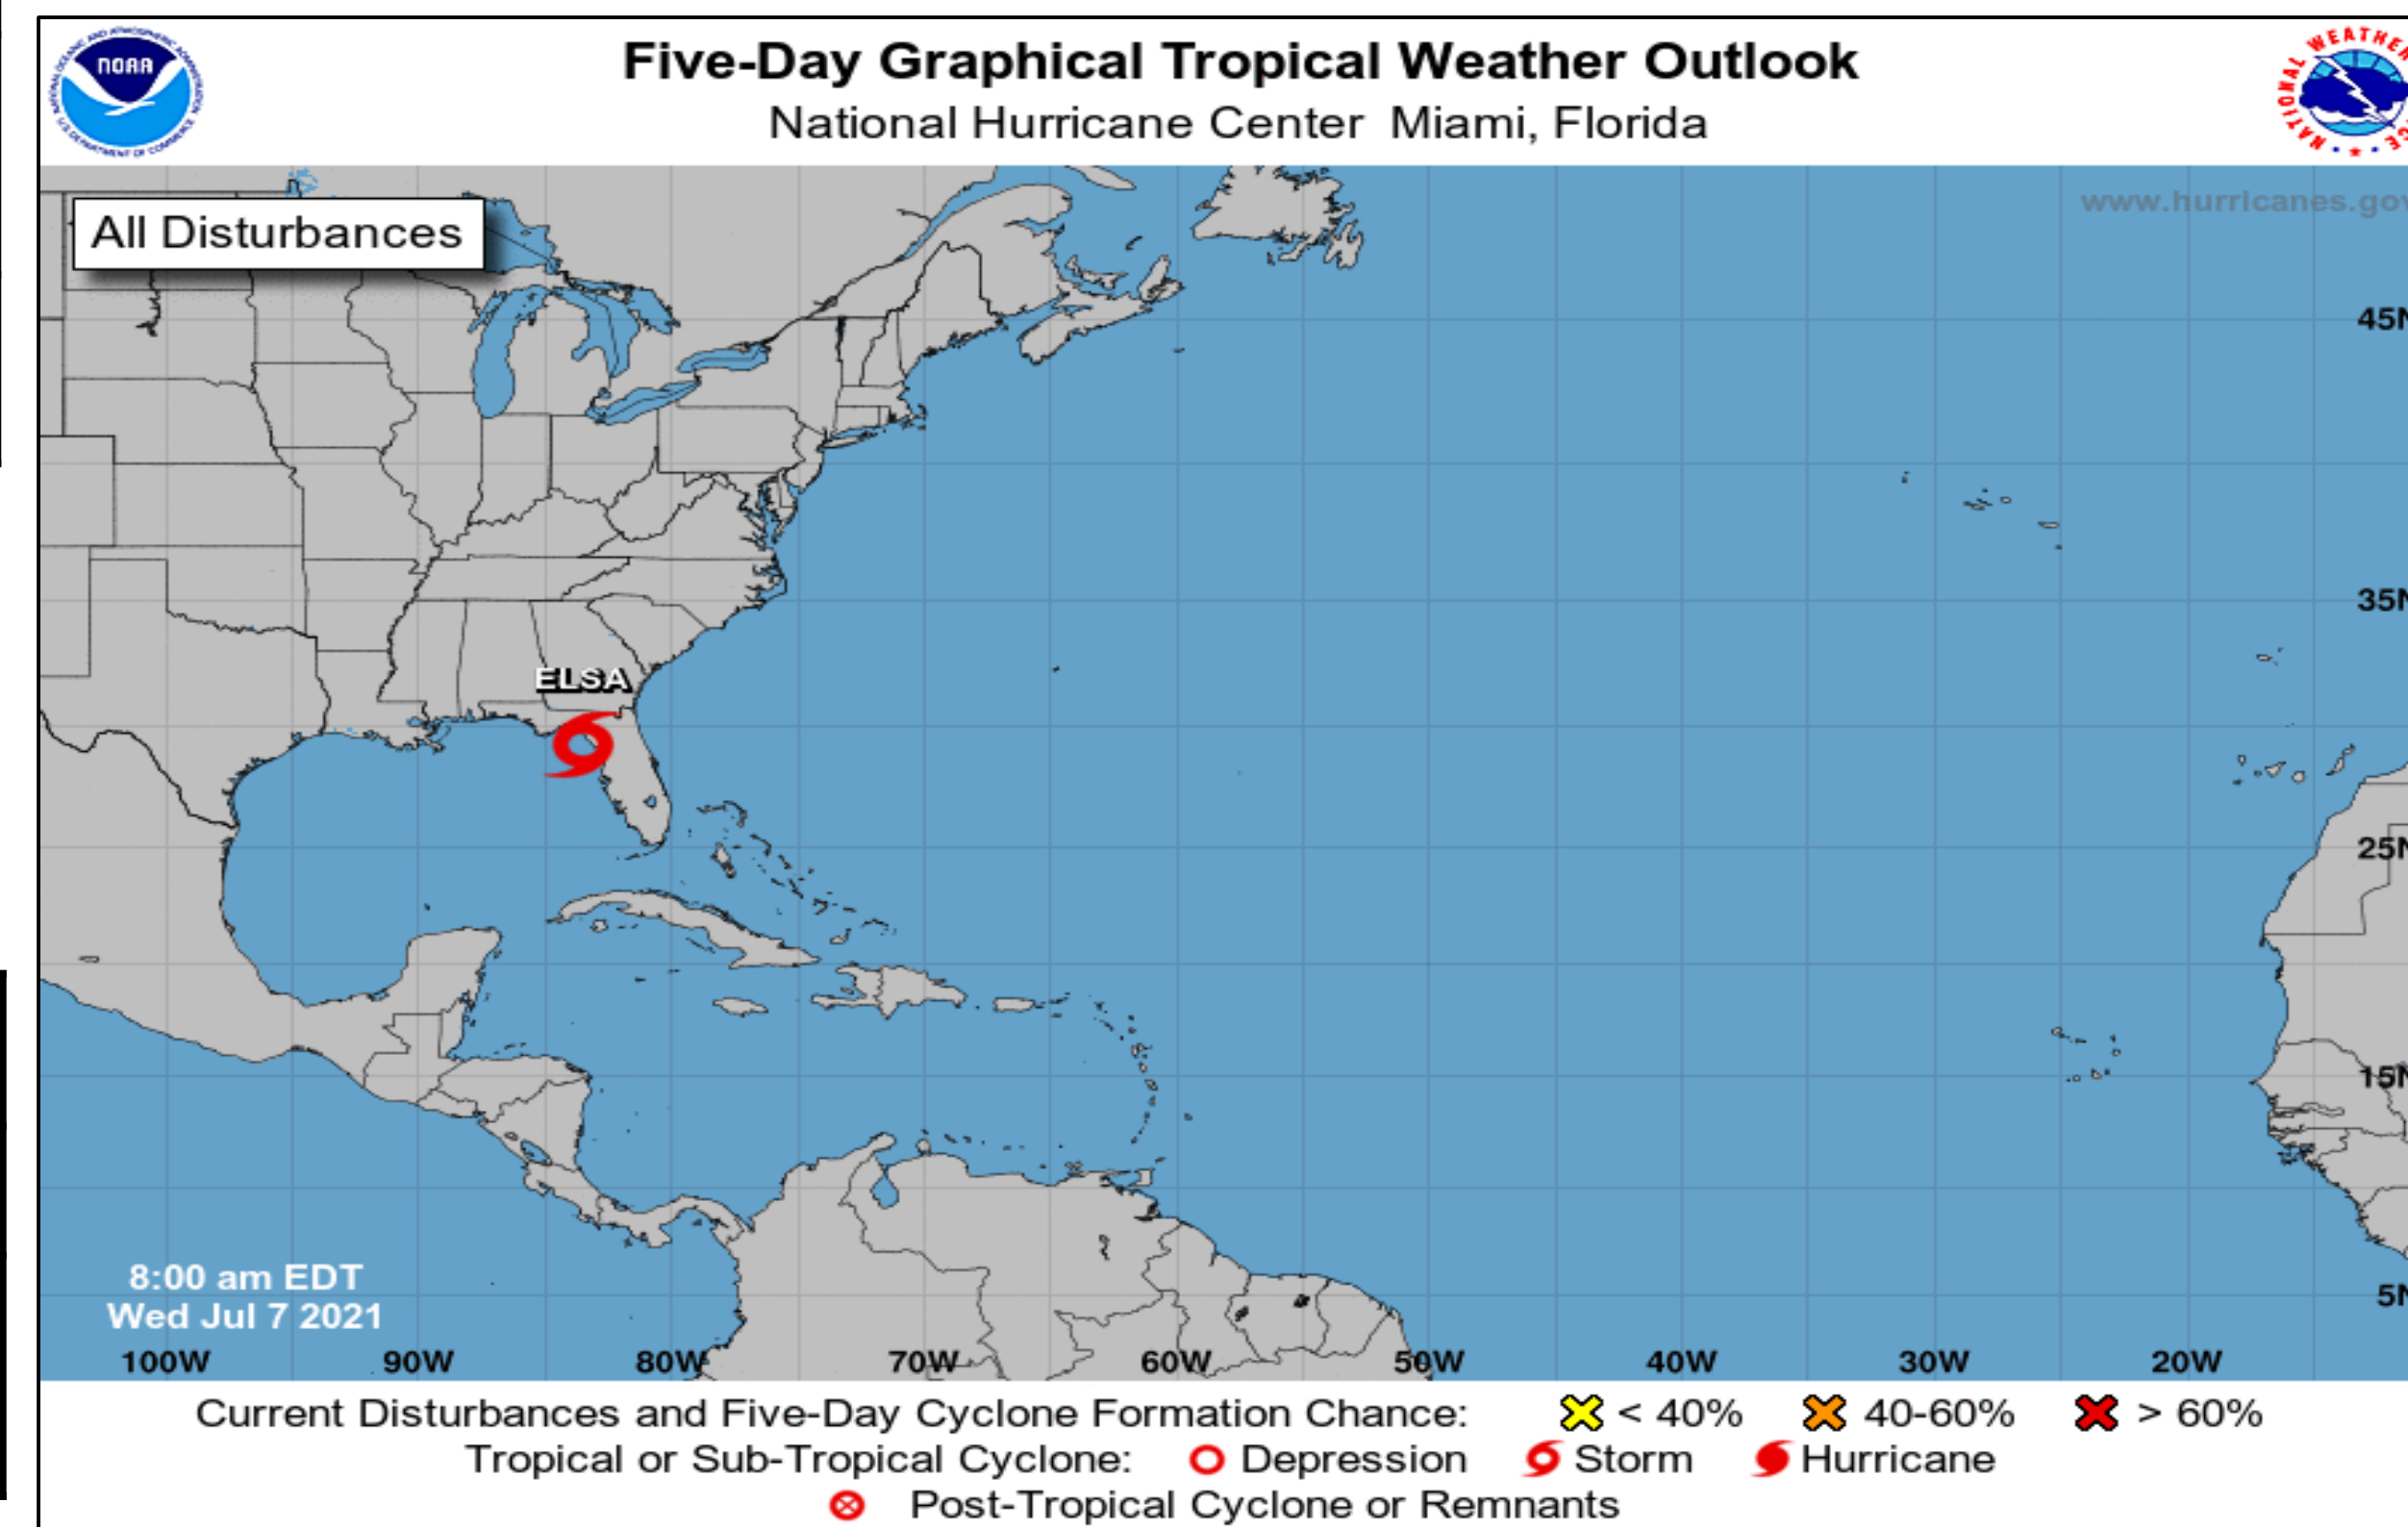 Five-Day Graphical Tropical Weather Outlook
National Hurricane Center Miami, Florida
NOAA
NATIONAL WEATHER
www.hurricanes.gov
All Disturbances
45N
35N
ELSA
25N
15N
5N
8:00 am EDT
Wed Jul 7 2021
100W 90W 80W 70W 60W 50W 40W 30W 20W
Current Disturbances and Five-Day Cyclone Formation Chance: < 40% 40-60% > 60%
Tropical or Sub-Tropical Cyclone: Depression Storm Hurricane
Post-Tropical Cyclone or Remnants